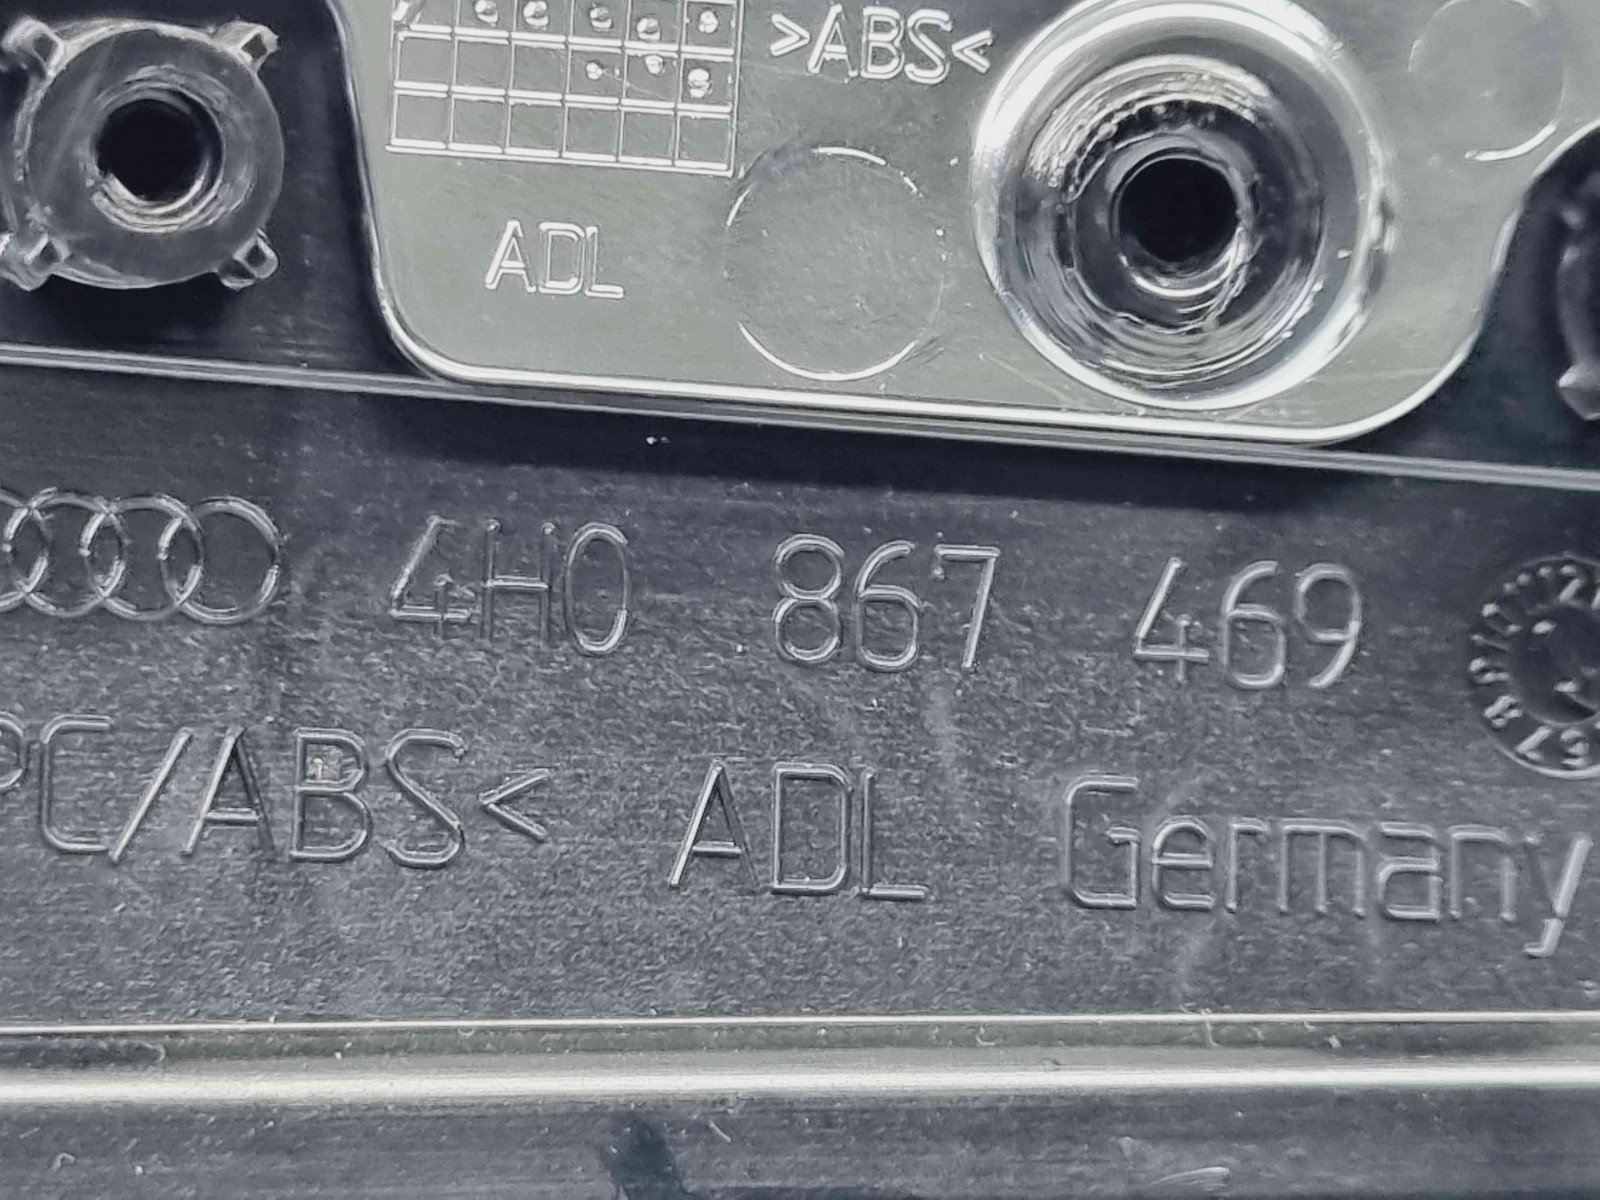 >ABS<
ADL
4H0 867 469
PC/ABS< ADL Germany